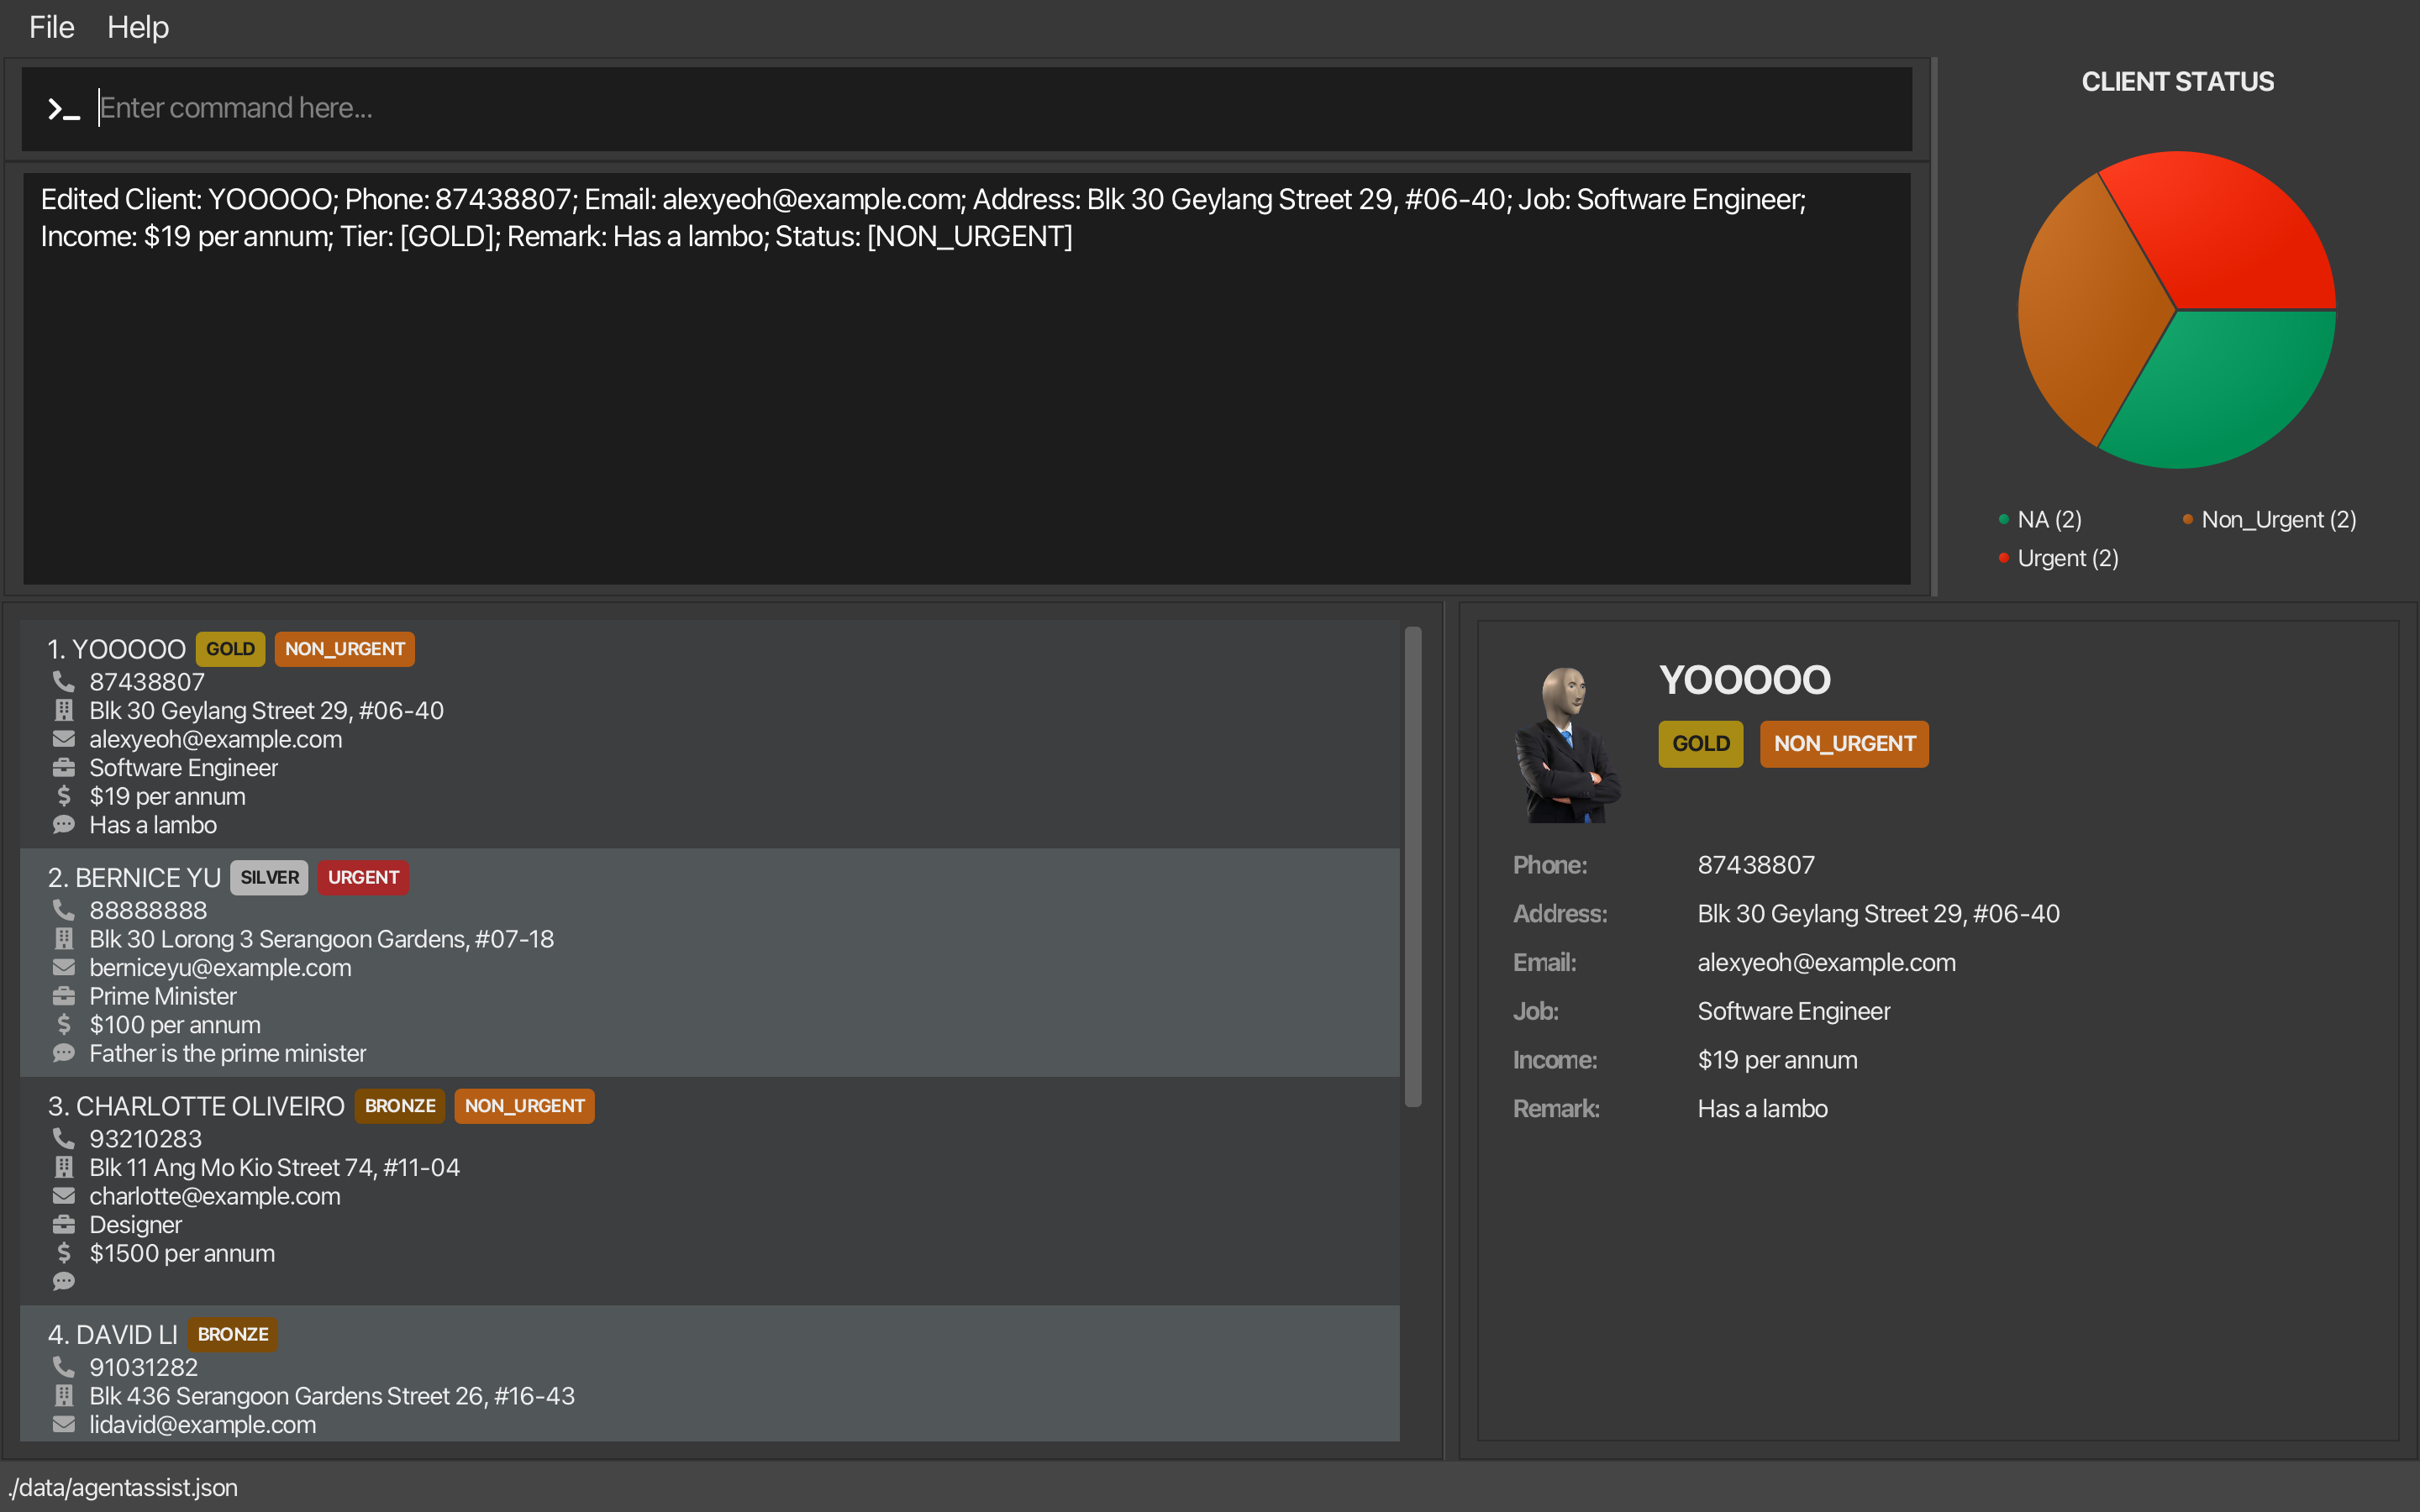 File Help
Enter command here...
Edited Client: YOOOOO; Phone: 87438807; Email: alexyeoh@example.com; Address: Blk 30 Geylang Street 29, #06-40; Job: Software Engineer;
Income: $19 per annum; Tier: [GOLD]; Remark: Has a lambo; Status: [NON_URGENT]
CLIENT STATUS
NA (2) Non_Urgent (2)
Urgent (2)
1. YOOOOO GOLD NON_URGENT
87438807
Blk 30 Geylang Street 29, #06-40
alexyeoh@example.com
Software Engineer
$19 per annum
Has a lambo
2. BERNICE YU SILVER URGENT
88888888
Blk 30 Lorong 3 Serangoon Gardens, #07-18
berniceyu@example.com
Prime Minister
$100 per annum
Father is the prime minister
3. CHARLOTTE OLIVEIRO BRONZE NON_URGENT
93210283
Blk 11 Ang Mo Kio Street 74, #11-04
charlotte@example.com
Designer
$1500 per annum
4. DAVID LI BRONZE
91031282
Blk 436 Serangoon Gardens Street 26, #16-43
lidavid@example.com
YOOOOO
GOLD NON_URGENT
Phone: 87438807
Address: Blk 30 Geylang Street 29, #06-40
Email: alexyeoh@example.com
Job: Software Engineer
Income: $19 per annum
Remark: Has a lambo
./data/agentassist.json